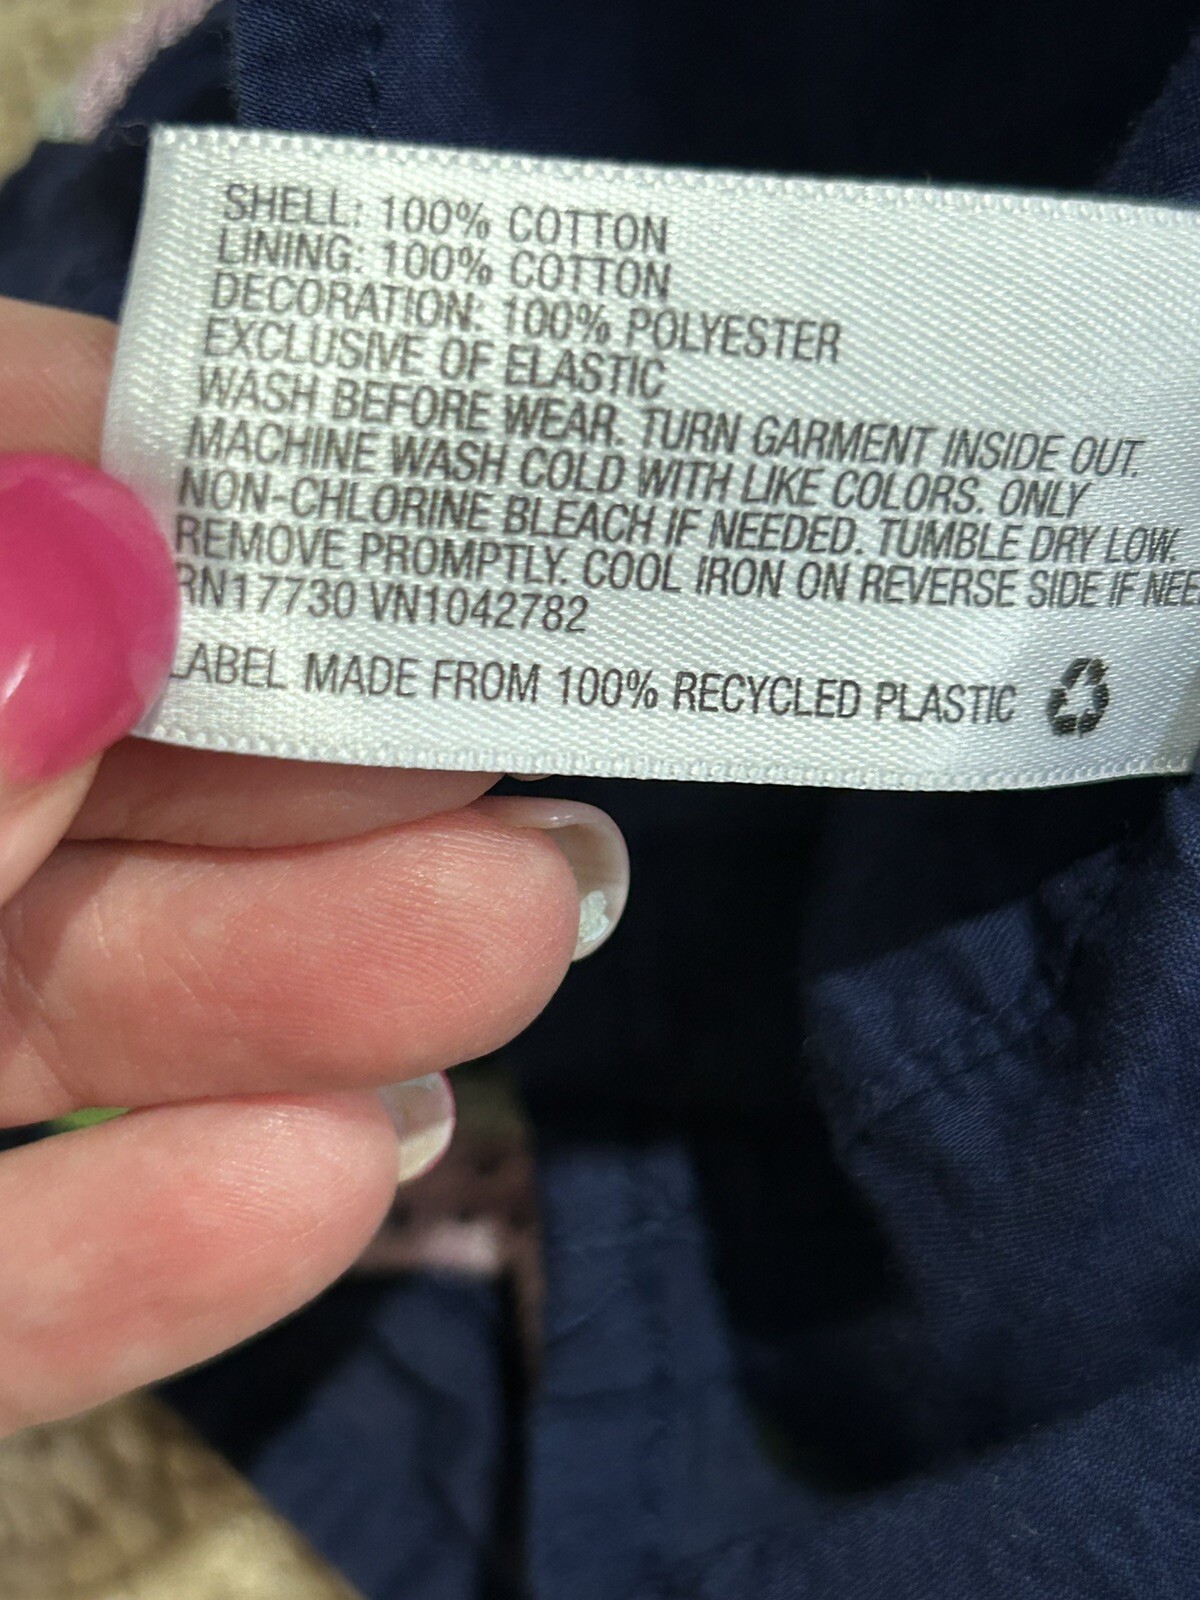 SHELL: 100% COTTON
LINING: 100% COTTON
DECORATION: 100% POLYESTER
EXCLUSIVE OF ELASTIC
WASH BEFORE WEAR. TURN GARMENT INSIDE OUT.
MACHINE WASH COLD WITH LIKE COLORS. ONLY
NON-CHLORINE BLEACH IF NEEDED. TUMBLE DRY LOW.
REMOVE PROMPTLY. COOL IRON ON REVERSE SIDE IF NEE
RN17730 VN1042782
LABEL MADE FROM 100% RECYCLED PLASTIC